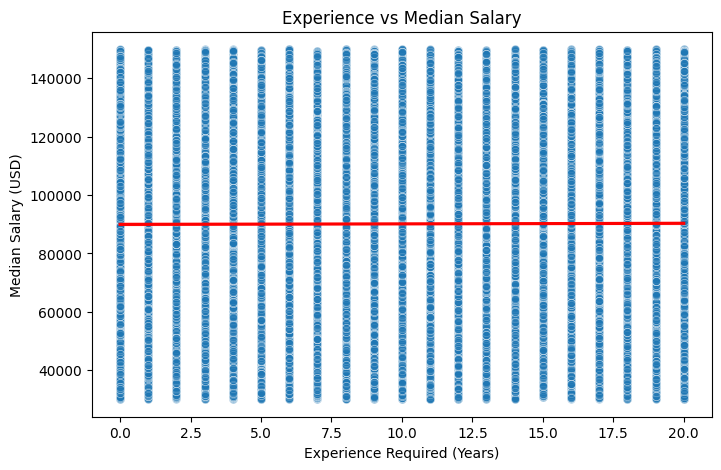 Experience vs Median Salary
Median Salary (USD)
140000
120000
100000
80000
60000
40000
0.0 2.5 5.0 7.5 10.0 12.5 15.0 17.5 20.0
Experience Required (Years)